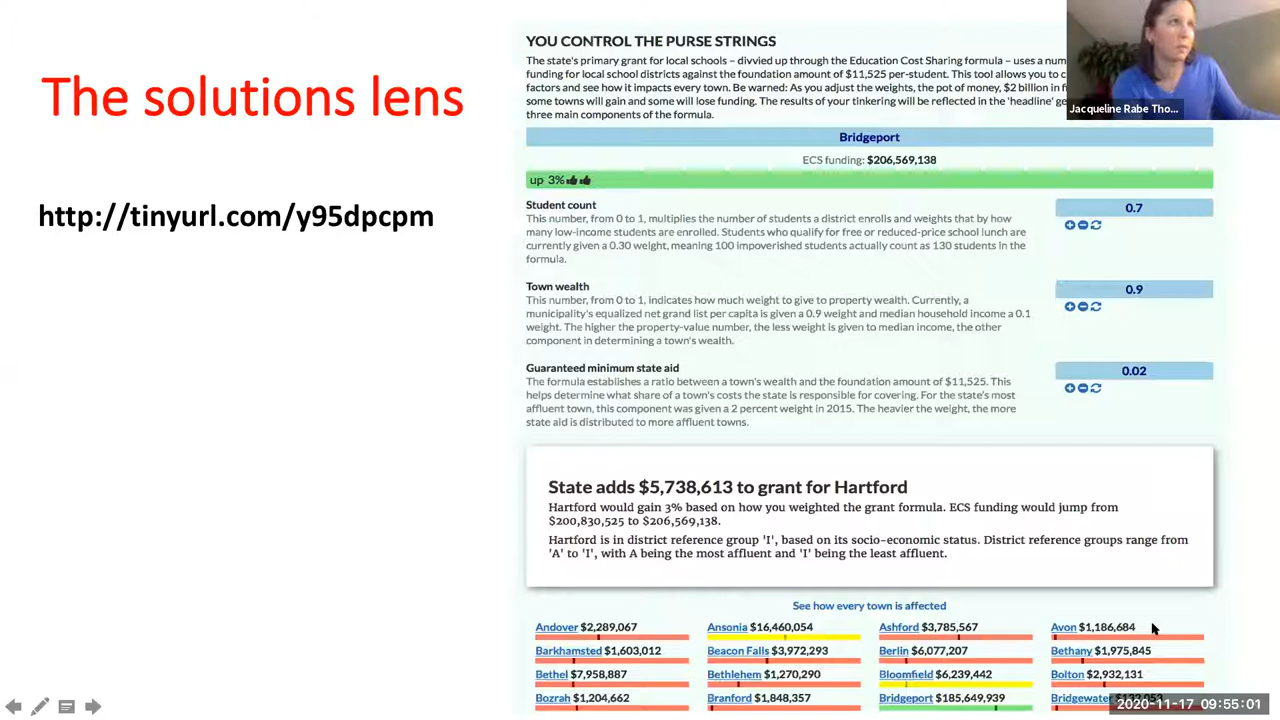 The solutions lens
http://tinyurl.com/y95dpcpm
YOU CONTROL THE PURSE STRINGS
The state's primary grant for local schools – divvied up through the Education Cost Sharing formula – uses a num
funding for local school districts against the foundation amount of $11,525 per-student. This tool allows you to c
factors and see how it impacts every town. Be warned: As you adjust the weights, the pot of money, $2 billion in f
some towns will gain and some will lose funding. The results of your tinkering will be reflected in the 'headline' ge
three main components of the formula.
Jacqueline Rabe Tho...
Bridgeport
ECS funding: $206,569,138
up 3%
Student count
This number, from 0 to 1, multiplies the number of students a district enrolls and weights that by how
many low-income students are enrolled. Students who qualify for free or reduced-price school lunch are
currently given a 0.30 weight, meaning 100 impoverished students actually count as 130 students in the
formula.
0.7
Town wealth
This number, from 0 to 1, indicates how much weight to give to property wealth. Currently, a
municipality's equalized net grand list per capita is given a 0.9 weight and median household income a 0.1
weight. The higher the property-value number, the less weight is given to median income, the other
component in determining a town's wealth.
0.9
Guaranteed minimum state aid
The formula establishes a ratio between a town's wealth and the foundation amount of $11,525. This
helps determine what share of a town's costs the state is responsible for covering. For the state's most
affluent town, this component was given a 2 percent weight in 2015. The heavier the weight, the more
state aid is distributed to more affluent towns.
0.02
State adds $5,738,613 to grant for Hartford
Hartford would gain 3% based on how you weighted the grant formula. ECS funding would jump from
$200,830,525 to $206,569,138.
Hartford is in district reference group 'I', based on its socio-economic status. District reference groups range from
'A' to 'I', with A being the most affluent and 'I' being the least affluent.
See how every town is affected
Andover $2,289,067 Ansonia $16,460,054 Ashford $3,785,567 Avon $1,186,684
Barkhamsted $1,603,012 Beacon Falls $3,972,293 Berlin $6,077,207 Bethany $1,975,845
Bethel $7,958,887 Bethlehem $1,270,290 Bloomfield $6,239,442 Bolton $2,932,131
Bozrah $1,204,662 Branford $1,848,357 Bridgeport $185,649,939 Bridgewater
2020-11-17 09:55:01